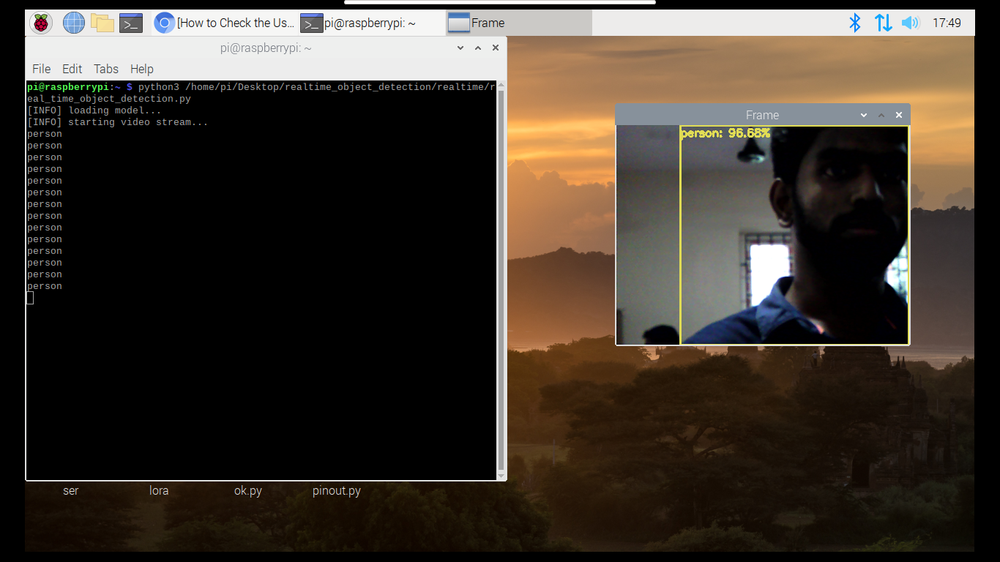 [How to Check the Us... pi@raspberrypi: ~ Frame 17:49
pi@raspberrypi: ~
File Edit Tabs Help
pi@raspberrypi:~ $ python3 /home/pi/Desktop/realtime_object_detection/realtime/r
eal_time_object_detection.py
[INFO] loading model...
[INFO] starting video stream...
person
person
person
person
person
person
person
person
person
person
person
person
person
person
Frame
person: 96.68%
ser lora ok.py pinout.py